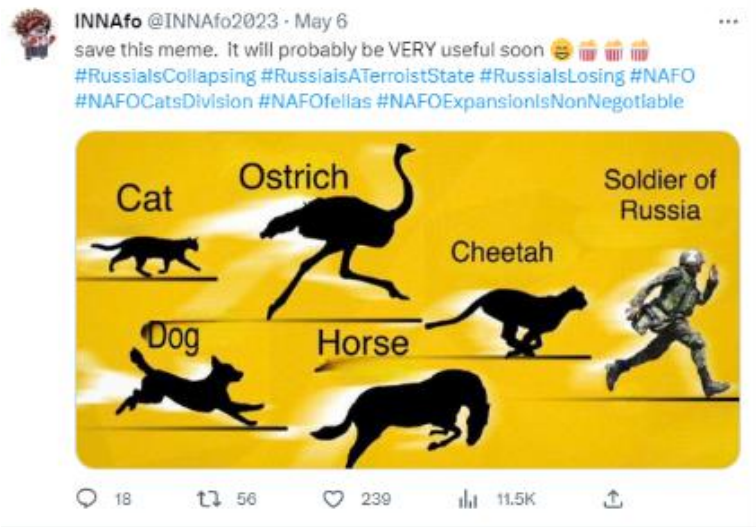 INNAfo @INNAfo2023 · May 6
save this meme. It will probably be VERY useful soon 😄 🍿 🍿 🍿
#RussiaIsCollapsing #RussiaisATerroistState #RussiaIsLosing #NAFO
#NAFOCatsDivision #NAFOfellas #NAFOExpansionIsNonNegotiable
Cat
Ostrich
Soldier of
Russia
Cheetah
Dog
Horse
18 56 239 11.5K